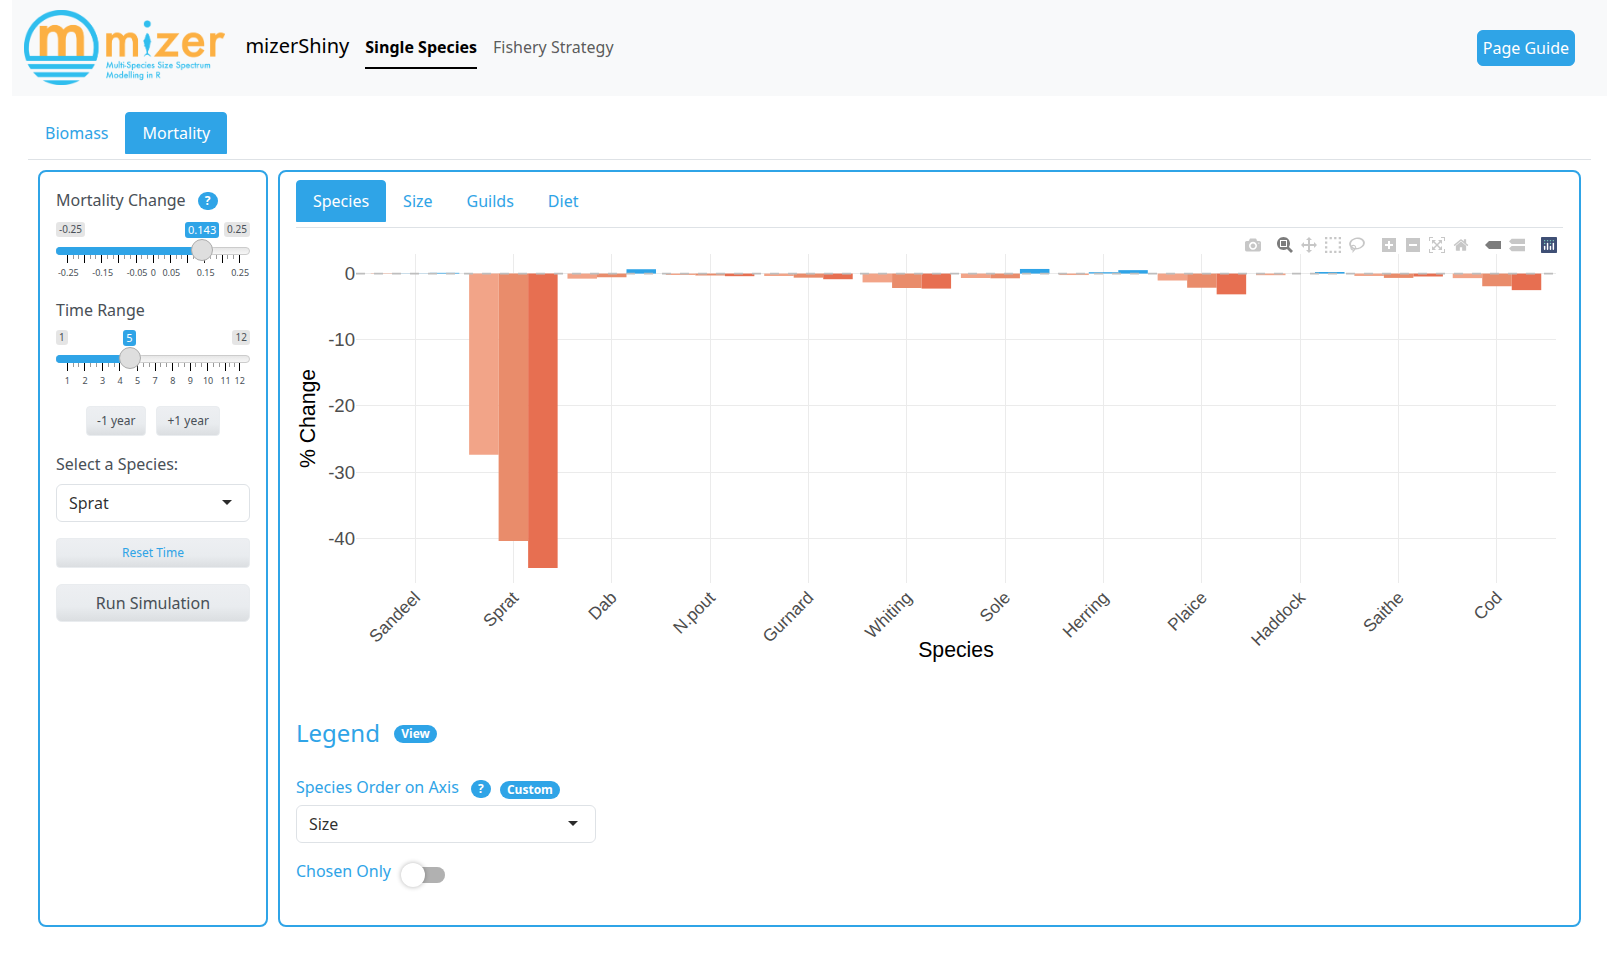 mizer
Multi-Species Size Spectrum
Modelling in R
mizerShiny Single Species Fishery Strategy Page Guide
Biomass Mortality
Mortality Change ?
-0.25 0.143 0.25
-0.25 -0.15 -0.05 0 0.05 0.15 0.25
Time Range
1 5 12
1 2 3 4 5 6 7 8 9 10 11 12
-1 year +1 year
Select a Species:
Sprat
Reset Time
Run Simulation
Species Size Guilds Diet
0
-10
-20
-30
-40
% Change
Sandeel Sprat Dab N.pout Gurnard Whiting Sole Herring Plaice Haddock Saithe Cod
Species
Legend View
Species Order on Axis ? Custom
Size
Chosen Only